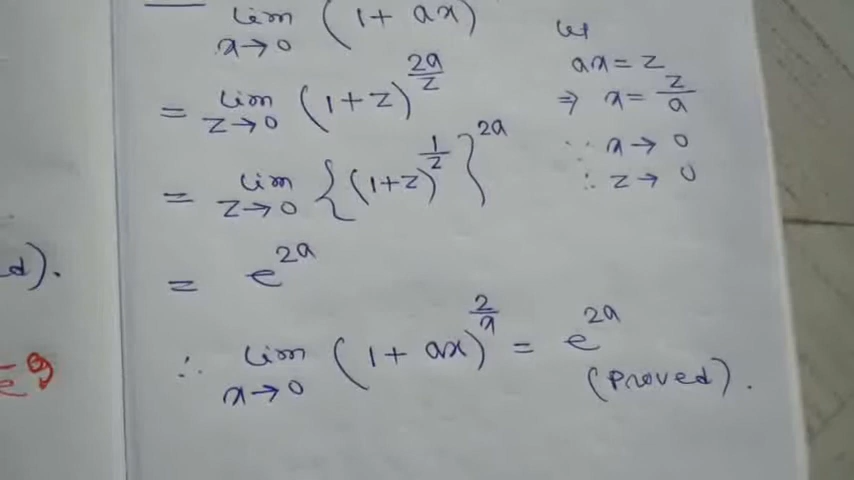 lim x→0 (1 + ax)
= lim z→0 (1+z)^(2a/z)
= lim z→0 {(1+z)^(1/z)}^2a
= e^2a
∴ lim x→0 (1 + ax)^(2/x) = e^2a
(Proved).
let
ax = z
⇒ x = z/a
∵ x → 0
∴ z → 0
d).